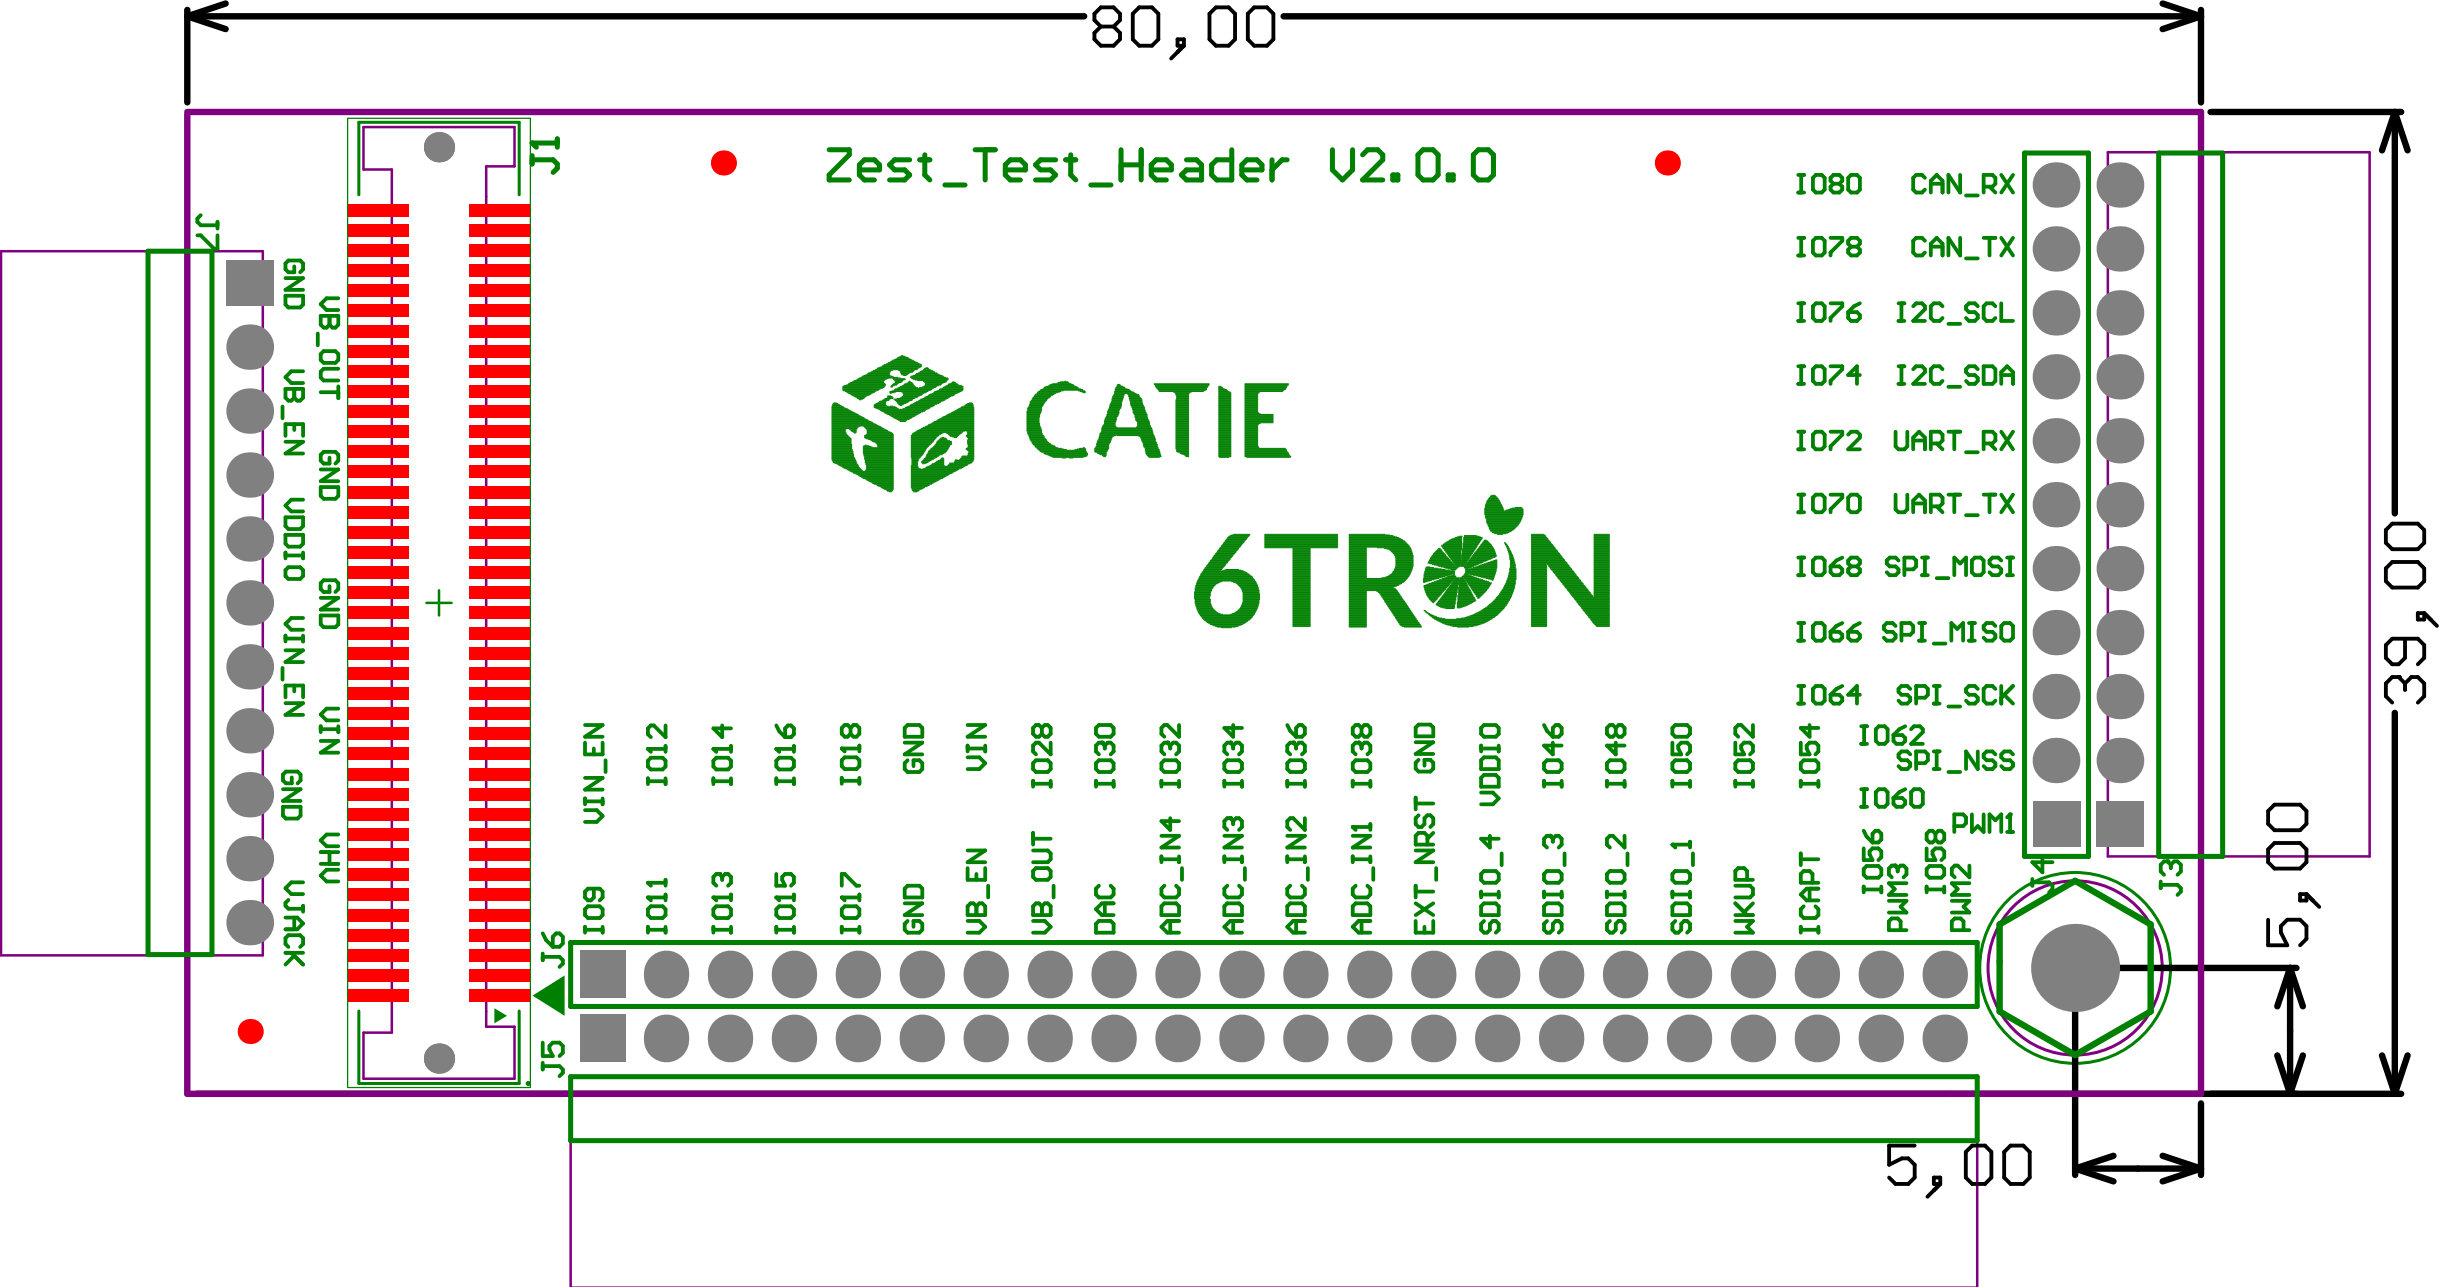 80,00
Zest_Test_Header V2.0.0
J1
J7
GND
VB_OUT
VB_EN
GND
VDDIO
GND
VIN_EN
VIN
GND
VHV
VJACK
CATIE
6TRON
IO80 CAN_RX
IO78 CAN_TX
IO76 I2C_SCL
IO74 I2C_SDA
IO72 UART_RX
IO70 UART_TX
IO68 SPI_MOSI
IO66 SPI_MISO
IO64 SPI_SCK
IO62
SPI_NSS
IO60
PWM1
39,00
5,00
J4
J3
VIN_EN
IO12
IO14
IO16
IO18
GND
VIN
IO28
IO30
IO32
IO34
IO36
IO38
GND
VDDIO
IO46
IO48
IO50
IO52
IO54
IO9
IO11
IO13
IO15
IO17
GND
VB_EN
VB_OUT
DAC
ADC_IN4
ADC_IN3
ADC_IN2
ADC_IN1
EXT_NRST
SDIO_4
SDIO_3
SDIO_2
SDIO_1
WKUP
ICAPT
IO56
PWM3
IO58
PWM2
J6
J5
5,00